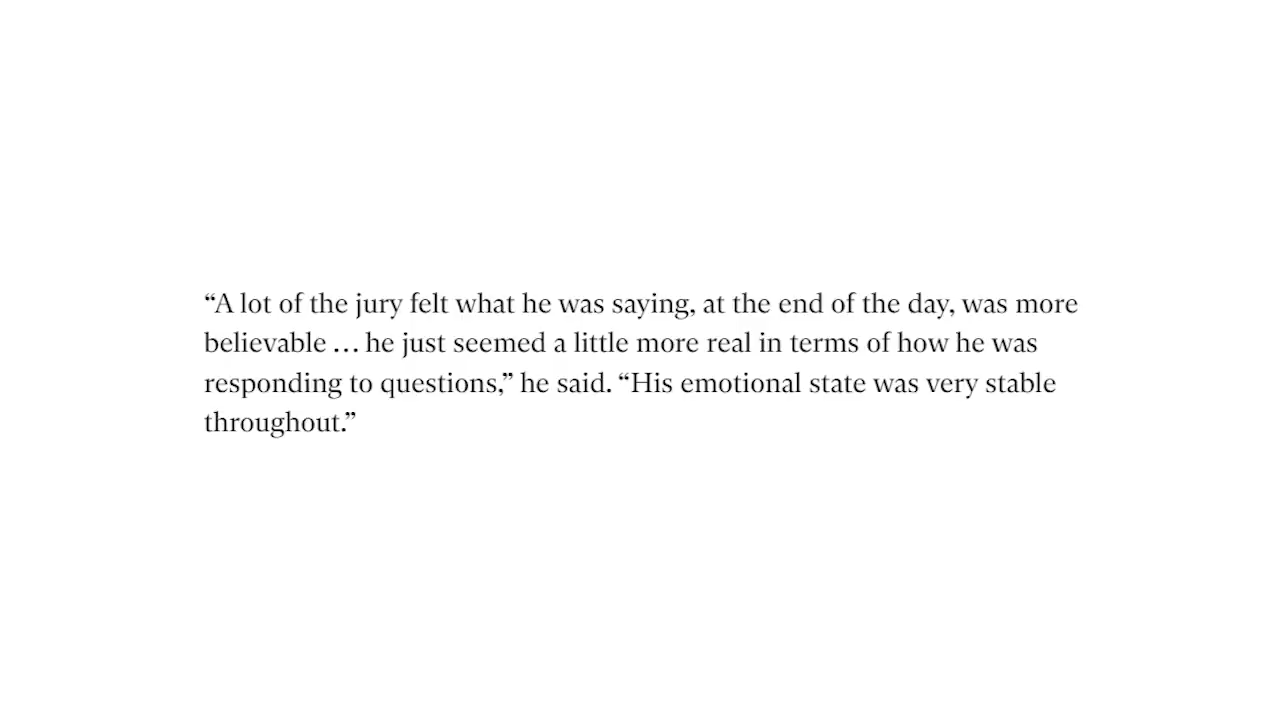 “A lot of the jury felt what he was saying, at the end of the day, was more
believable … he just seemed a little more real in terms of how he was
responding to questions,” he said. “His emotional state was very stable
throughout.”